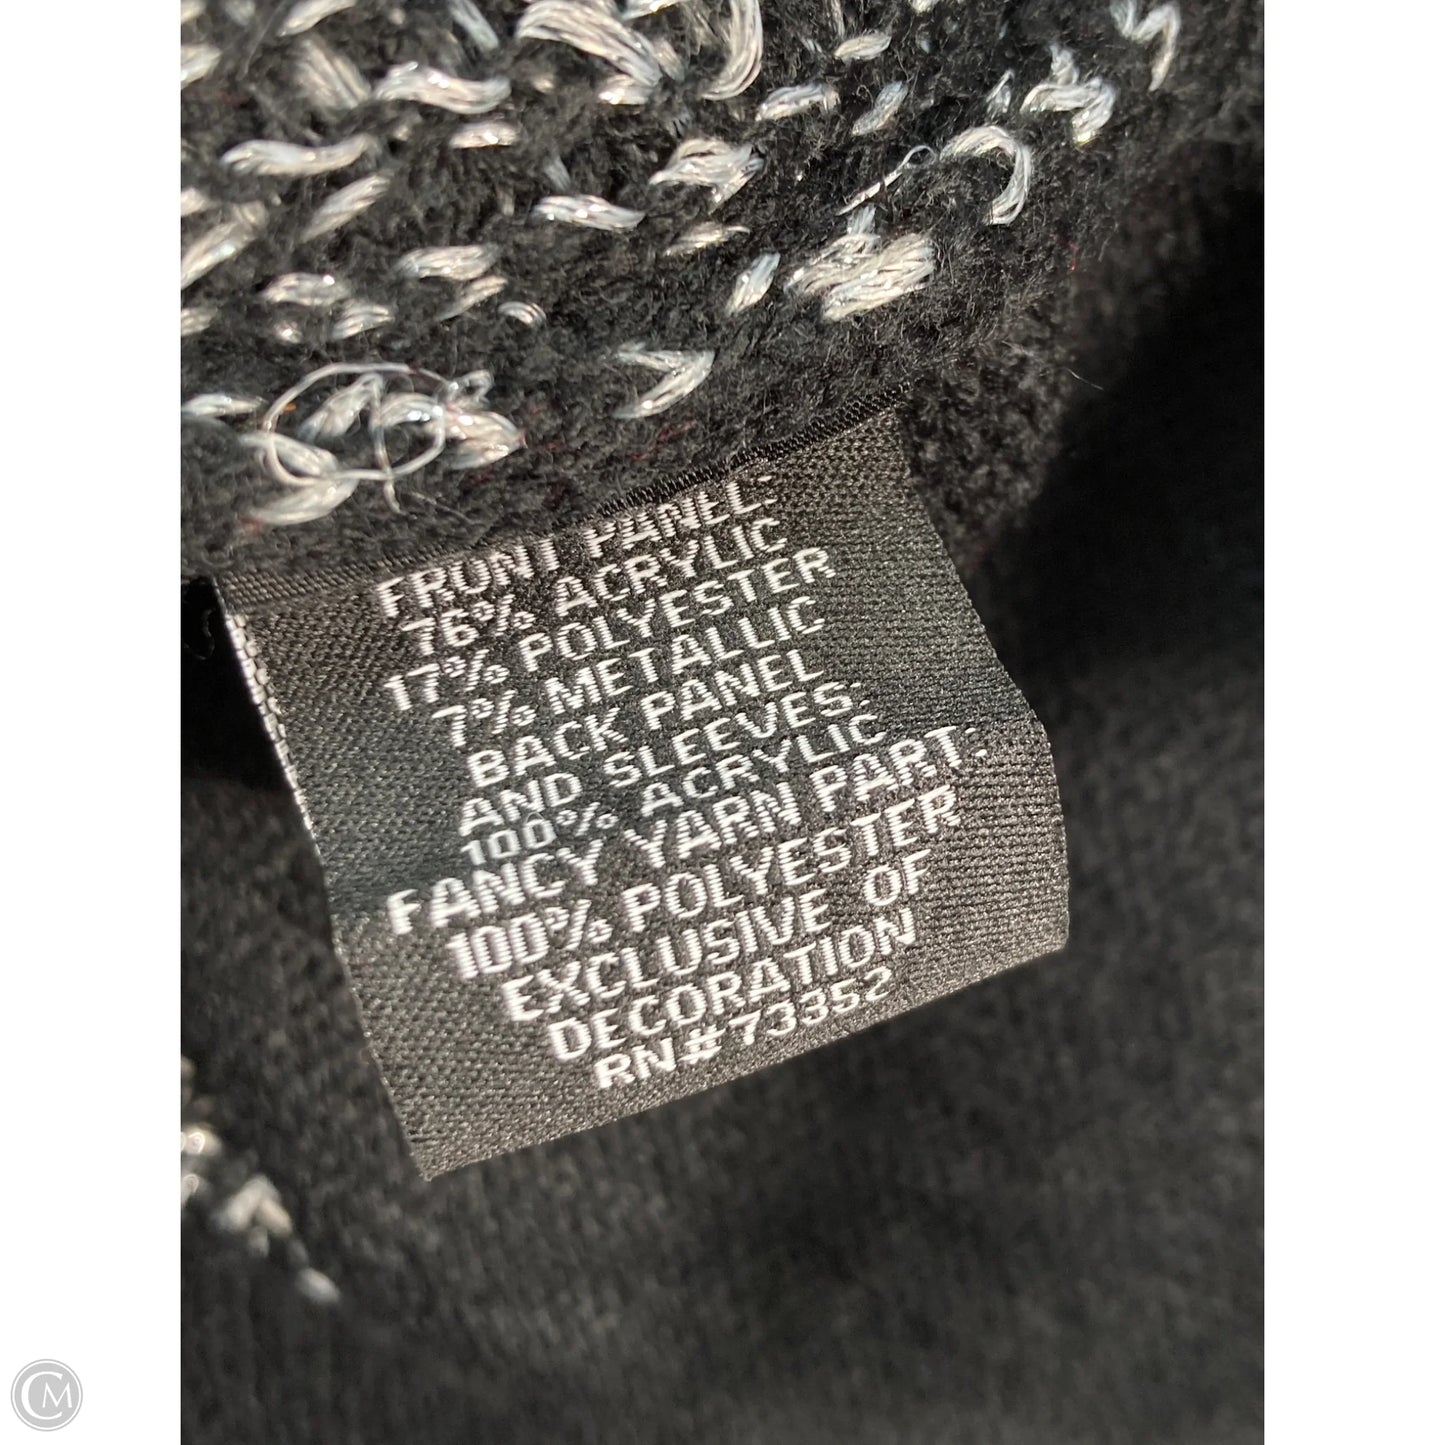 FRONT PANEL:
76% ACRYLIC
17% POLYESTER
7% METALLIC
BACK PANEL
AND SLEEVES:
100% ACRYLIC
FANCY YARN PART:
100% POLYESTER
EXCLUSIVE OF
DECORATION
RN#73352
CM